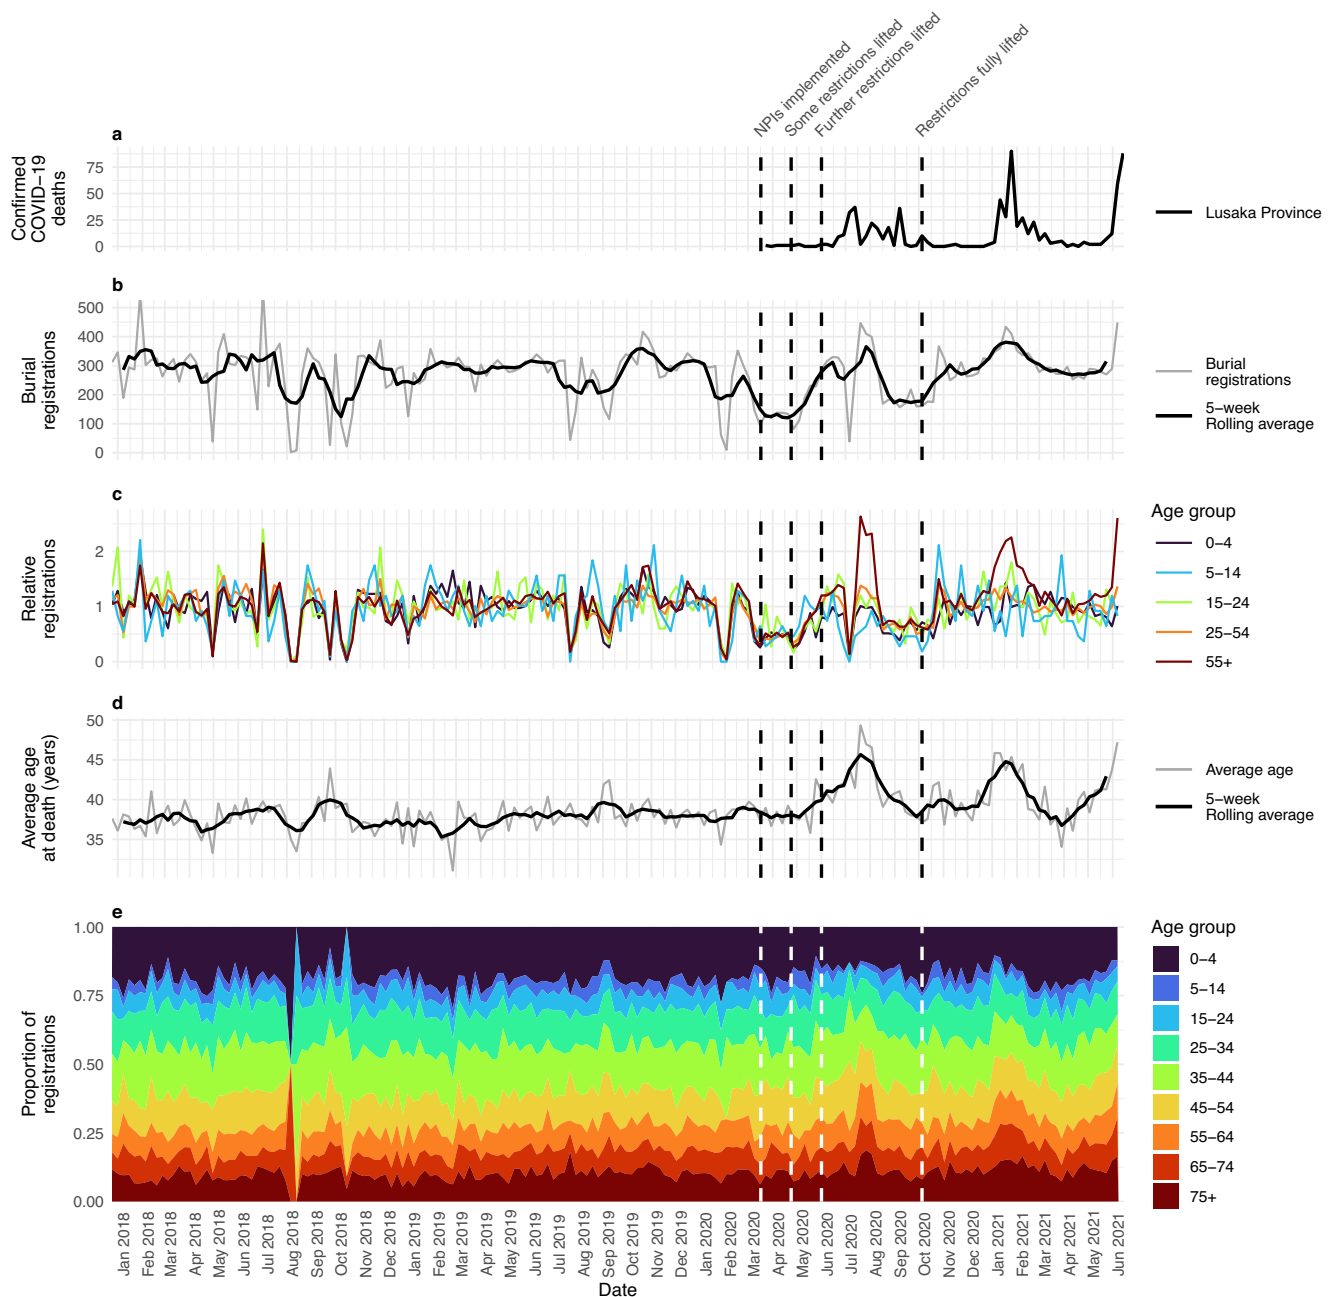 NPIs implemented
Some restrictions lifted
Further restrictions lifted
Restrictions fully lifted
a
Confirmed
COVID−19
deaths
75
50
25
0
Lusaka Province
b
Burial
registrations
500
400
300
200
100
0
Burial
registrations
5−week
Rolling average
c
Relative
registrations
2
1
0
Age group
0−4
5−14
15−24
25−54
55+
d
Average age
at death (years)
50
45
40
35
Average age
5−week
Rolling average
e
Proportion of
registrations
1.00
0.75
0.50
0.25
0.00
Age group
0−4
5−14
15−24
25−34
35−44
45−54
55−64
65−74
75+
Jan 2018
Feb 2018
Mar 2018
Apr 2018
May 2018
Jun 2018
Jul 2018
Aug 2018
Sep 2018
Oct 2018
Nov 2018
Dec 2018
Jan 2019
Feb 2019
Mar 2019
Apr 2019
May 2019
Jun 2019
Jul 2019
Aug 2019
Sep 2019
Oct 2019
Nov 2019
Dec 2019
Jan 2020
Feb 2020
Mar 2020
Apr 2020
May 2020
Jun 2020
Jul 2020
Aug 2020
Sep 2020
Oct 2020
Nov 2020
Dec 2020
Jan 2021
Feb 2021
Mar 2021
Apr 2021
May 2021
Jun 2021
Date